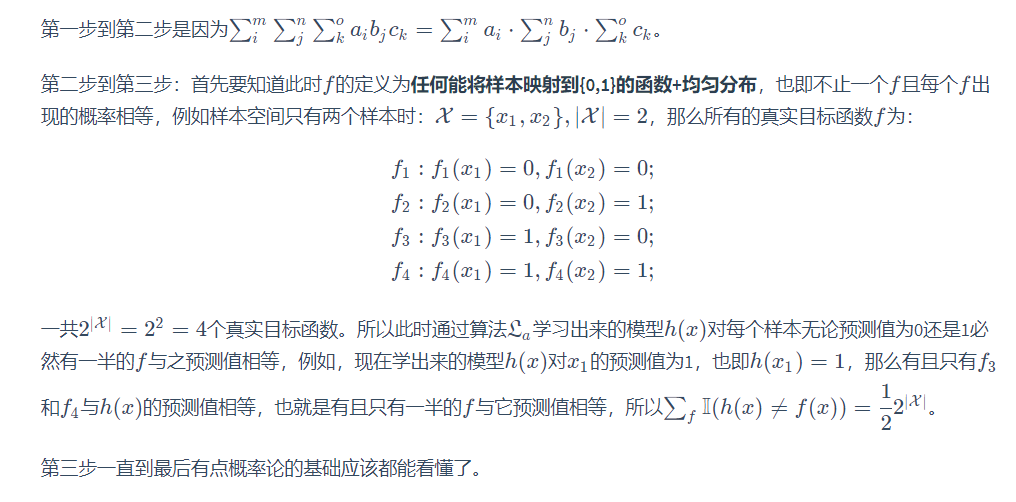 第一步到第二步是因为$\sum_i^m \sum_j^n \sum_k^o a_i b_j c_k = \sum_i^m a_i \cdot \sum_j^n b_j \cdot \sum_k^o c_k$。
第二步到第三步：首先要知道此时$f$的定义为任何能将样本映射到{0,1}的函数+均匀分布，也即不止一个$f$且每个$f$出
现的概率相等，例如样本空间只有两个样本时：$\mathcal{X} = \{x_1, x_2\}, |\mathcal{X}| = 2$，那么所有的真实目标函数$f$为：
$f_1 : f_1(x_1) = 0, f_1(x_2) = 0;$
$f_2 : f_2(x_1) = 0, f_2(x_2) = 1;$
$f_3 : f_3(x_1) = 1, f_3(x_2) = 0;$
$f_4 : f_4(x_1) = 1, f_4(x_2) = 1;$
一共$2^{|\mathcal{X}|} = 2^2 = 4$个真实目标函数。所以此时通过算法$\mathfrak{L}_a$学习出来的模型$h(x)$对每个样本无论预测值为0还是1必
然有一半的$f$与之预测值相等，例如，现在学出来的模型$h(x)$对$x_1$的预测值为1，也即$h(x_1) = 1$，那么有且只有$f_3$
和$f_4$与$h(x)$的预测值相等，也就是有且只有一半的$f$与它预测值相等，所以$\sum_f \mathbb{I}(h(x) \neq f(x)) = \frac{1}{2} 2^{|\mathcal{X}|}$。
第三步一直到最后有点概率论的基础应该都能看懂了。